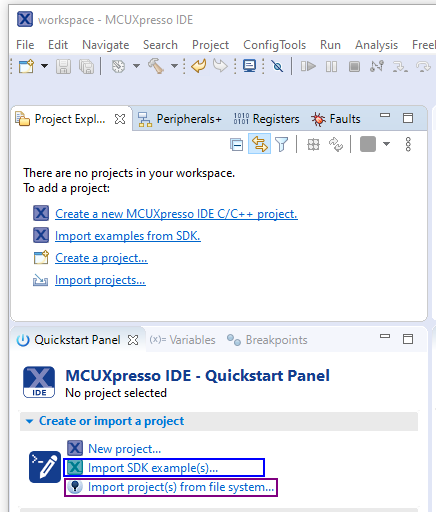 workspace - MCUXpresso IDE
File Edit Navigate Search Project ConfigTools Run Analysis
Project Expl... Peripherals+ Registers Faults
There are no projects in your workspace.
To add a project:
Create a new MCUXpresso IDE C/C++ project.
Import examples from SDK.
Create a project...
Import projects...
Quickstart Panel (x)= Variables Breakpoints
IDE
MCUXpresso IDE - Quickstart Panel
No project selected
Create or import a project
New project...
Import SDK example(s)...
Import project(s) from file system...